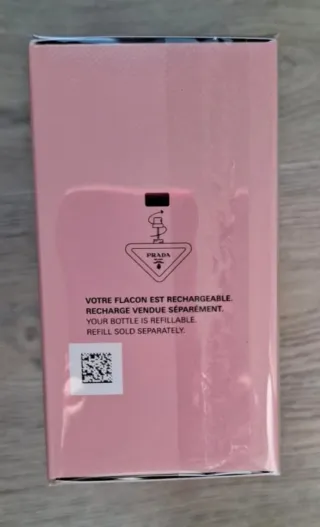 PRADA
VOTRE FLACON EST RECHARGEABLE.
RECHARGE VENDUE SÉPARÉMENT.
YOUR BOTTLE IS REFILLABLE.
REFILL SOLD SEPARATELY.